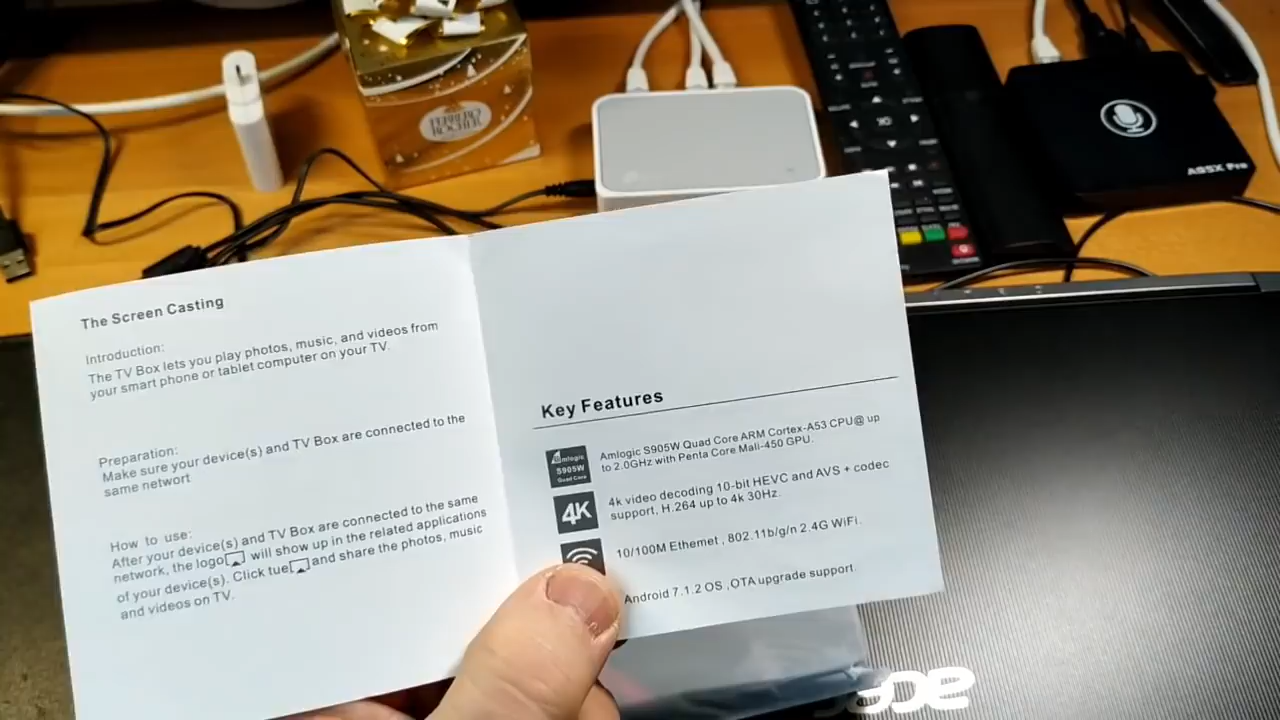 FERRERO
ROCHER
A95X Pro
The Screen Casting
Introduction:
The TV Box lets you play photos, music, and videos from
your smart phone or tablet computer on your TV.
Preparation:
Make sure your device(s) and TV Box are connected to the
same networt
How to use:
After your device(s) and TV Box are connected to the same
network, the logo will show up in the related applications
of your device(s). Click tue and share the photos, music
and videos on TV.
Key Features
Amlogic
S905W
Quad Core
Amlogic S905W Quad Core ARM Cortex-A53 CPU@ up
to 2.0GHz with Penta Core Mali-450 GPU.
4K
4k video decoding 10-bit HEVC and AVS + codec
support, H.264 up to 4k 30Hz.
10/100M Ethemet , 802.11b/g/n 2.4G WiFi.
Android 7.1.2 OS ,OTA upgrade support.
acer